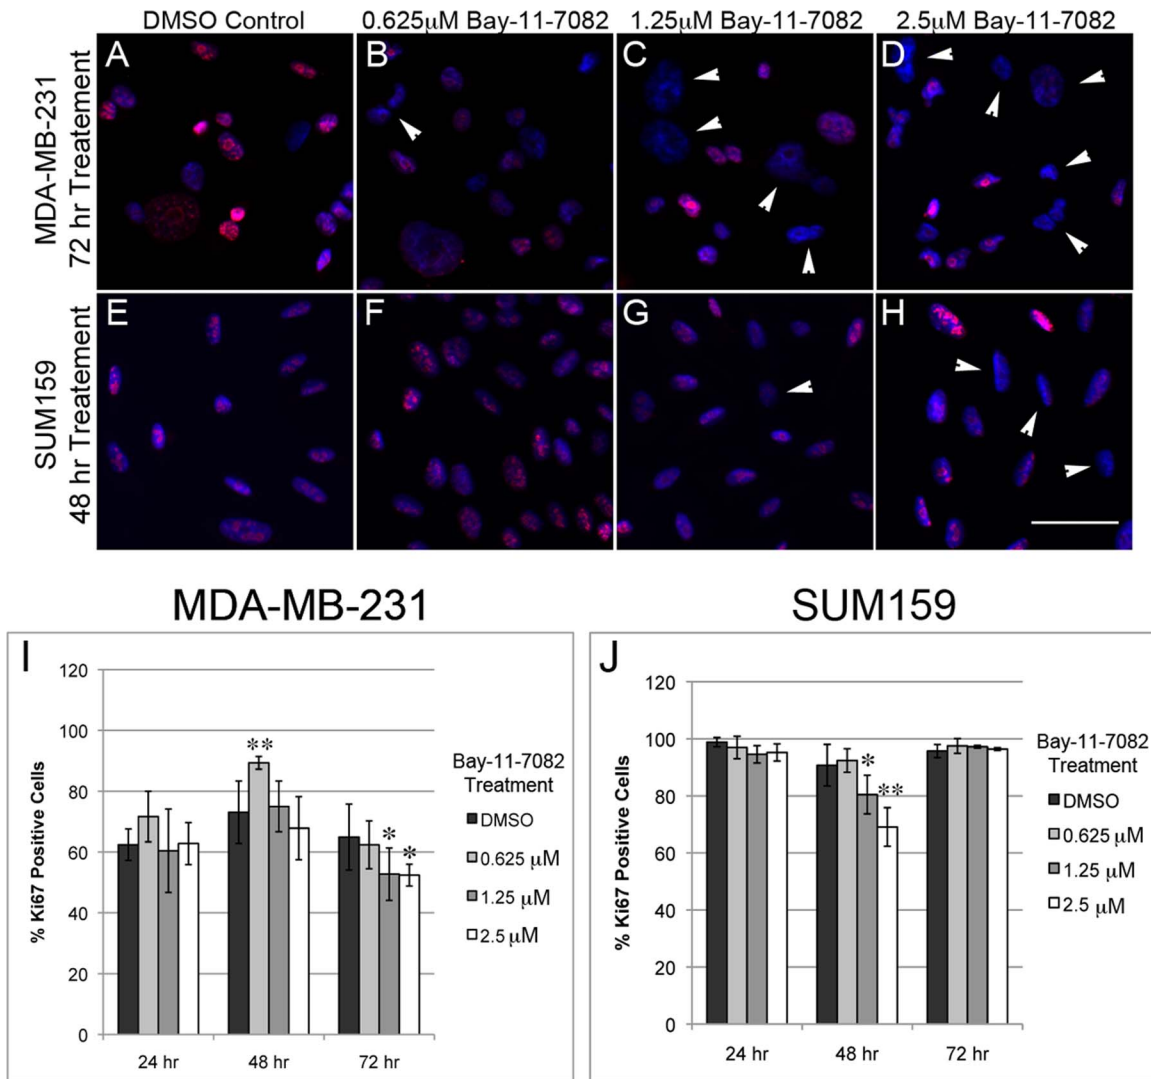 DMSO Control
0.625μM Bay-11-7082
1.25μM Bay-11-7082
2.5μM Bay-11-7082
MDA-MB-231
72 hr Treatement
A
B
C
D
SUM159
48 hr Treatement
E
F
G
H
MDA-MB-231
I
% Ki67 Positive Cells
120
100
80
60
40
20
0
**
*
*
24 hr
48 hr
72 hr
Bay-11-7082
Treatment
DMSO
0.625 μM
1.25 μM
2.5 μM
SUM159
J
% Ki67 Positive Cells
120
100
80
60
40
20
0
*
**
24 hr
48 hr
72 hr
Bay-11-7082
Treatment
DMSO
0.625 μM
1.25 μM
2.5 μM